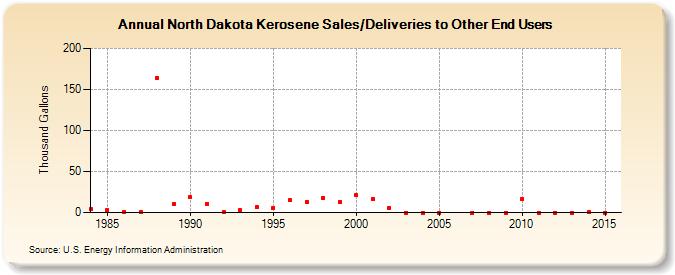 Annual North Dakota Kerosene Sales/Deliveries to Other End Users
Thousand Gallons
200
150
100
50
0
1985 1990 1995 2000 2005 2010 2015
Source: U.S. Energy Information Administration